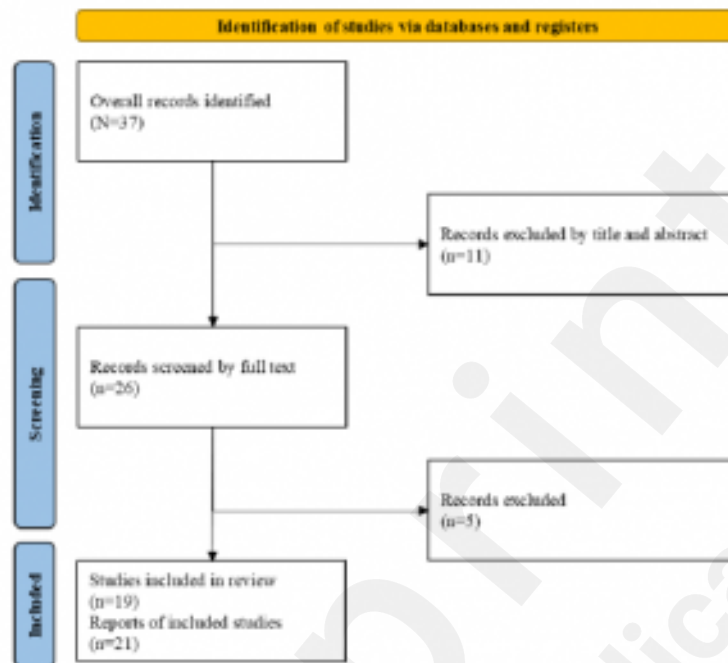 Identification of studies via databases and registers
Identification
Overall records identified
(N=37)
Records excluded by title and abstract
(n=11)
Screening
Records screened by full text
(n=26)
Records excluded
(n=5)
Included
Studies included in review
(n=19)
Reports of included studies
(n=21)
print